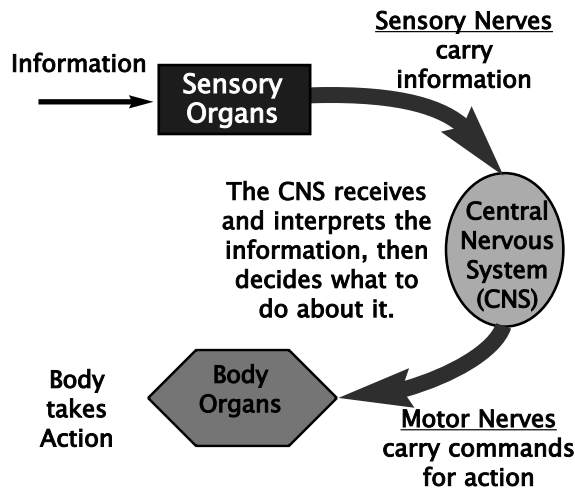 Information
Sensory
Organs
Sensory Nerves
carry
information
The CNS receives
and interprets the
information, then
decides what to
do about it.
Central
Nervous
System
(CNS)
Motor Nerves
carry commands
for action
Body
Organs
Body
takes
Action